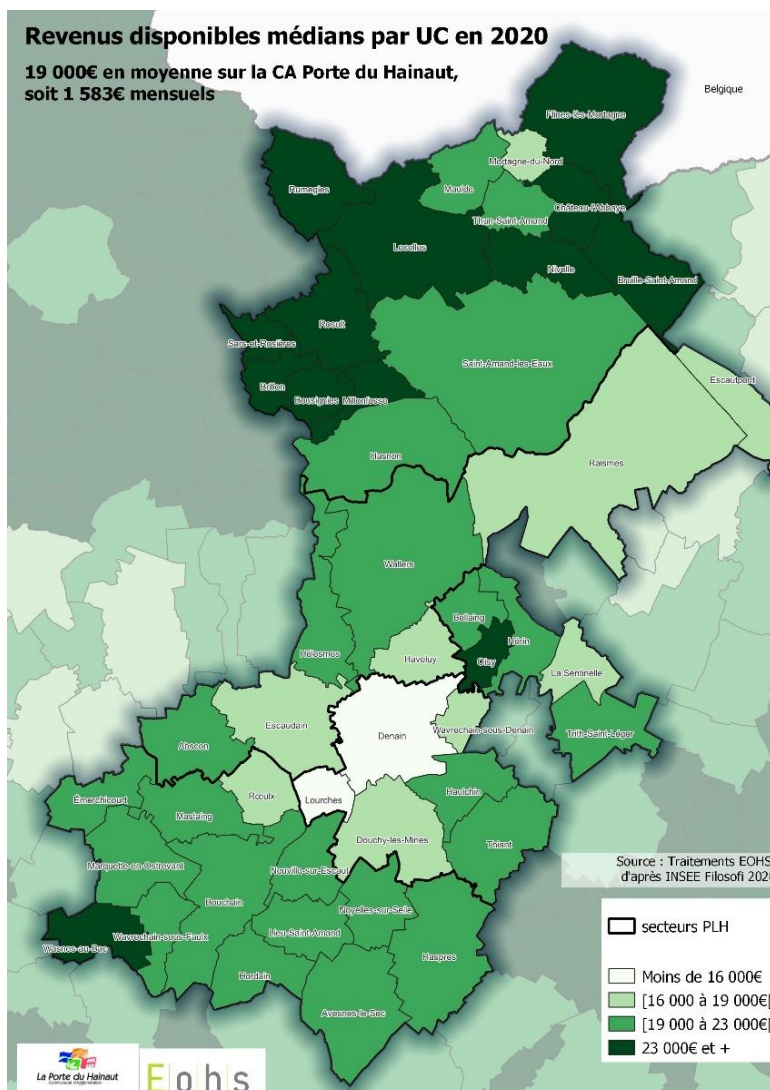 Revenus disponibles médians par UC en 2020
19 000€ en moyenne sur la CA Porte du Hainaut,
soit 1 583€ mensuels
Belgique
Flines-lès-Mortagne
Mortagne-du-Nord
Rumegies
Maulde
Thun-Saint-Amand
Château-l'Abbaye
Lecelles
Nivelle
Bruille-Saint-Amand
Rosult
Sars-et-Rosières
Saint-Amand-les-Eaux
Escautpont
Brillon
Bousignies
Millonfosse
Hasnon
Raismes
Wallers
Bellaing
Hérin
Oisy
Hélesmes
Haveluy
La Sentinelle
Escaudain
Wavrechain-sous-Denain
Denain
Trith-Saint-Léger
Abscon
Émerchicourt
Rœulx
Lourches
Haulchin
Mastaing
Douchy-les-Mines
Thiant
Marquette-en-Ostrevant
Neuville-sur-Escaut
Bouchain
Noyelles-sur-Selle
Wavrechain-sous-Faulx
Lieu-Saint-Amand
Wasnes-au-Bac
Haspres
Hordain
Avesnes-le-Sec
Source : Traitements EOHS
d'après INSEE Filosofi 2020
secteurs PLH
Moins de 16 000€
[16 000 à 19 000€[
[19 000 à 23 000€[
23 000€ et +
La Porte du Hainaut
Communauté d'Agglomération
Eohs